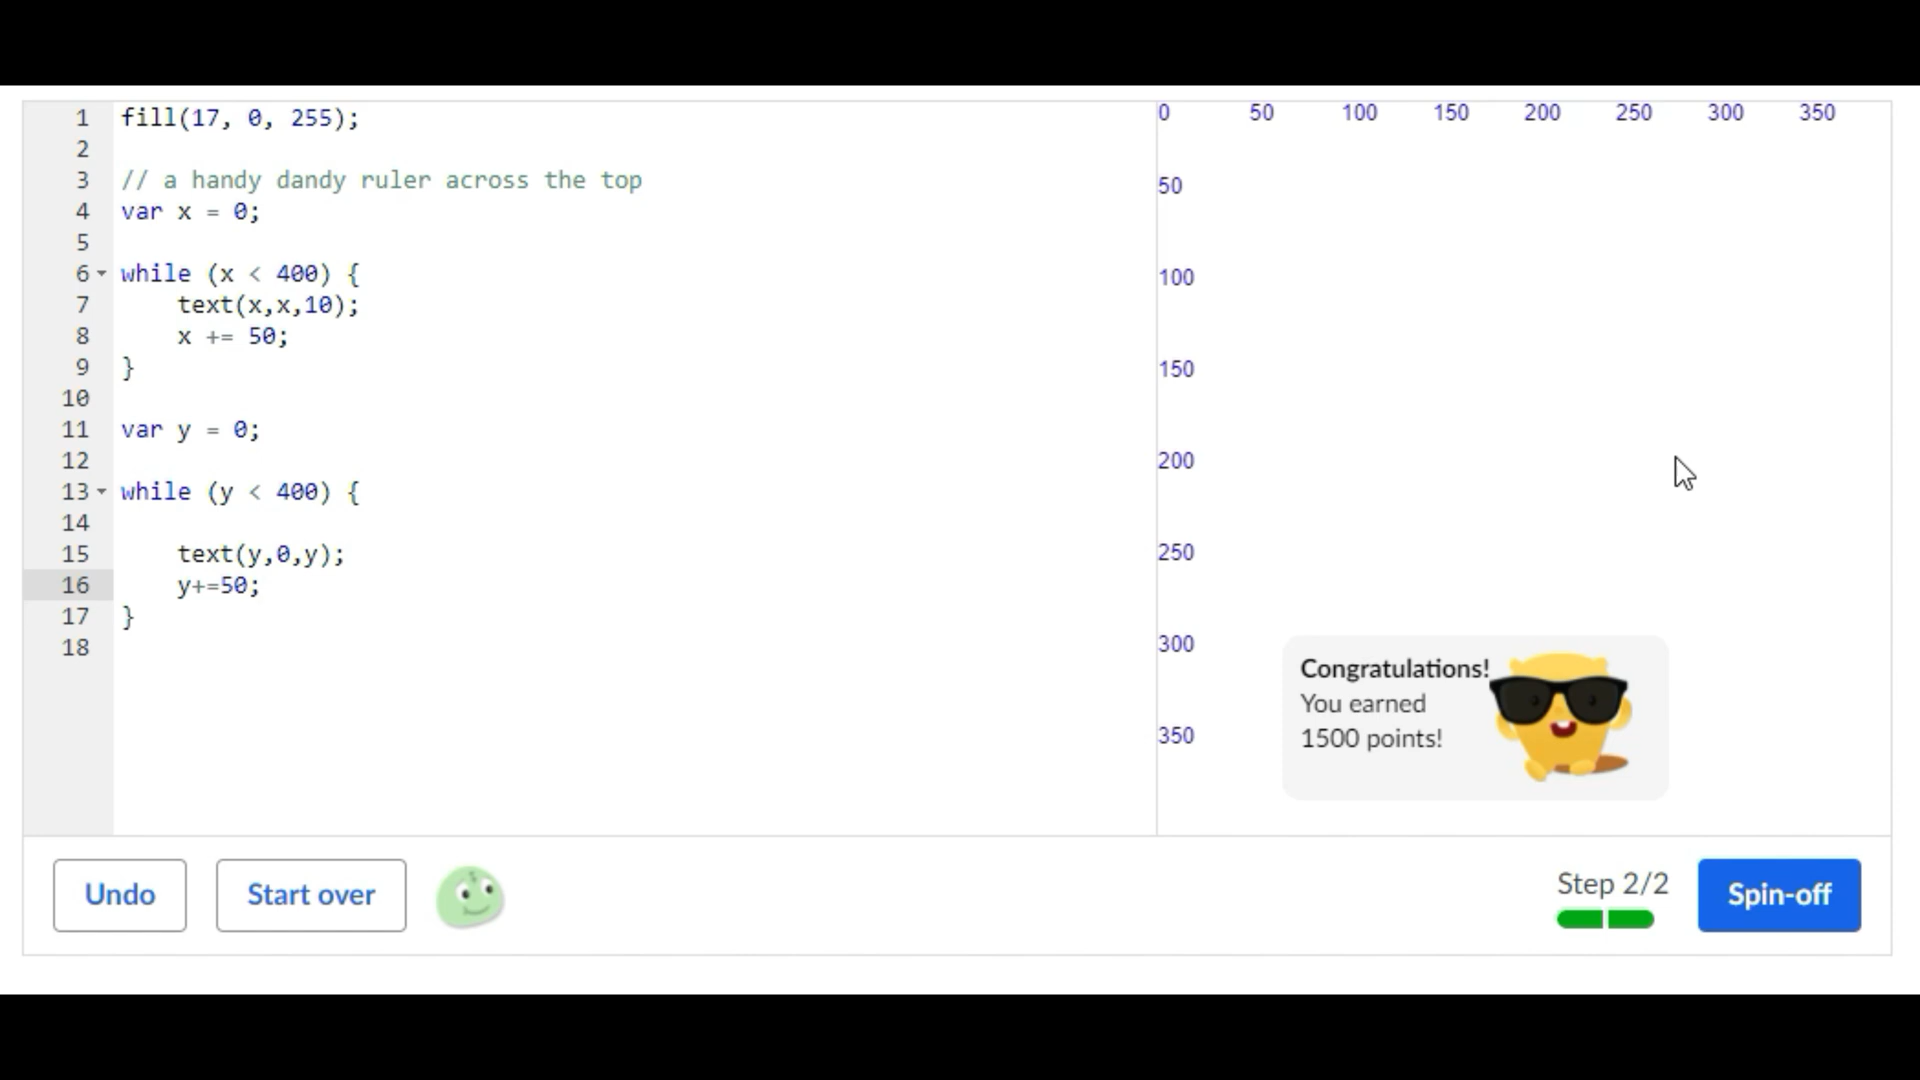 1 fill(17, 0, 255);
2
3 // a handy dandy ruler across the top
4 var x = 0;
5
6 while (x < 400) {
7 text(x,x,10);
8 x += 50;
9 }
10
11 var y = 0;
12
13 while (y < 400) {
14
15 text(y,0,y);
16 y+=50;
17 }
18
0 50 100 150 200 250 300 350
50
100
150
200
250
300
350
Congratulations!
You earned
1500 points!
Undo
Start over
Step 2/2
Spin-off